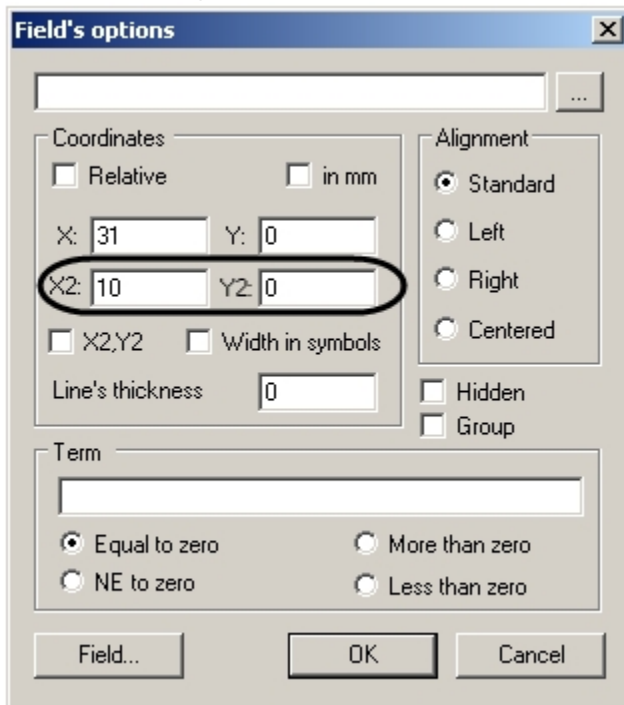 Field's options
...
Coordinates
Alignment
Relative in mm
Standard
X: 31 Y: 0
Left
X2: 10 Y2: 0
Right
X2,Y2 Width in symbols
Centered
Line's thickness 0
Hidden
Group
Term
Equal to zero More than zero
NE to zero Less than zero
Field... OK Cancel